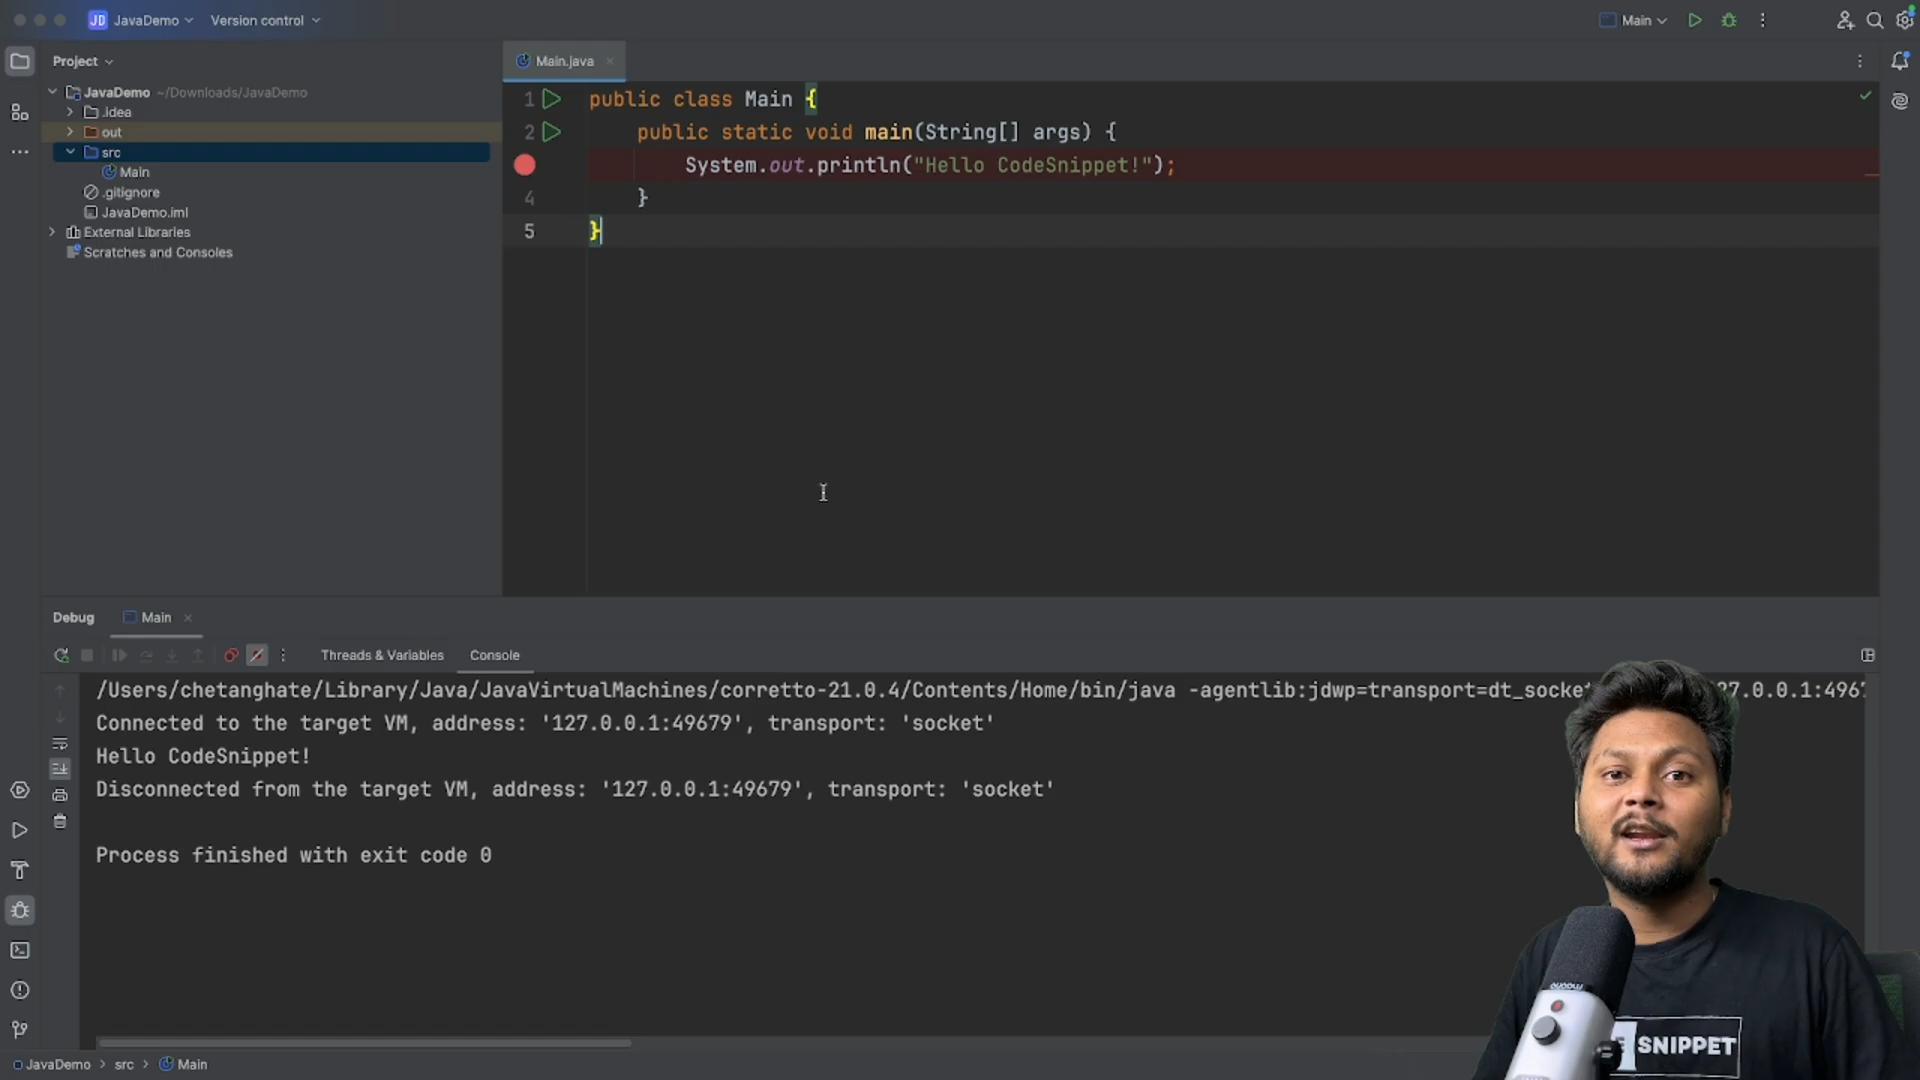 JD JavaDemo Version control Main
Project
Main.java
JavaDemo ~/Downloads/JavaDemo
.idea
out
src
Main
.gitignore
JavaDemo.iml
External Libraries
Scratches and Consoles
1 public class Main {
2 public static void main(String[] args) {
System.out.println("Hello CodeSnippet!");
4 }
5 }
Debug Main
Threads & Variables Console
/Users/chetanghate/Library/Java/JavaVirtualMachines/corretto-21.0.4/Contents/Home/bin/java -agentlib:jdwp=transport=dt_socket
Connected to the target VM, address: '127.0.0.1:49679', transport: 'socket'
Hello CodeSnippet!
Disconnected from the target VM, address: '127.0.0.1:49679', transport: 'socket'
Process finished with exit code 0
SNIPPET
JavaDemo > src > Main